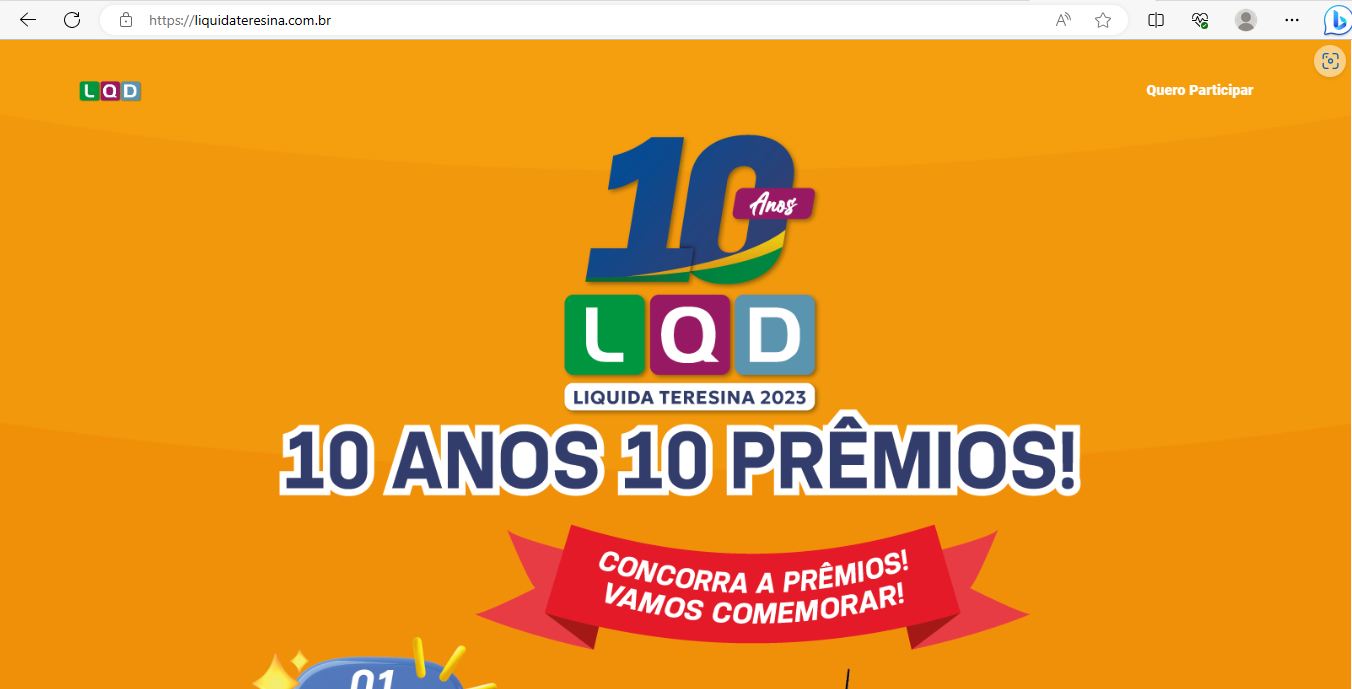 https://liquidateresina.com.br
LQD
Quero Participar
10
Anos
LQD
LIQUIDA TERESINA 2023
10 ANOS 10 PRÊMIOS!
CONCORRA A PRÊMIOS!
VAMOS COMEMORAR!
01